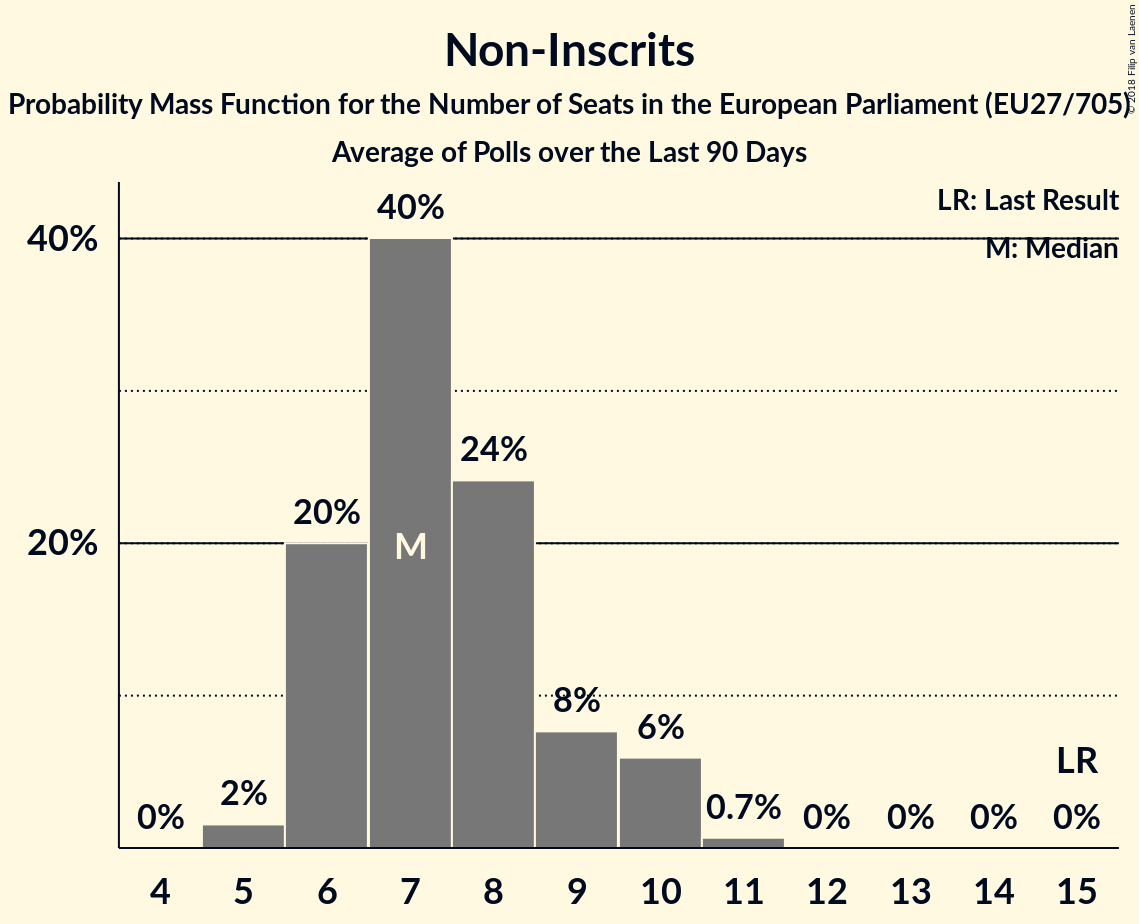 Non-Inscrits
Probability Mass Function for the Number of Seats in the European Parliament (EU27/705)
Average of Polls over the Last 90 Days
© 2018 Filip van Laenen
LR: Last Result
M: Median
40%
20%
0%
2%
20%
40%
24%
8%
6%
0.7%
0%
0%
0%
0%
M
LR
4 5 6 7 8 9 10 11 12 13 14 15